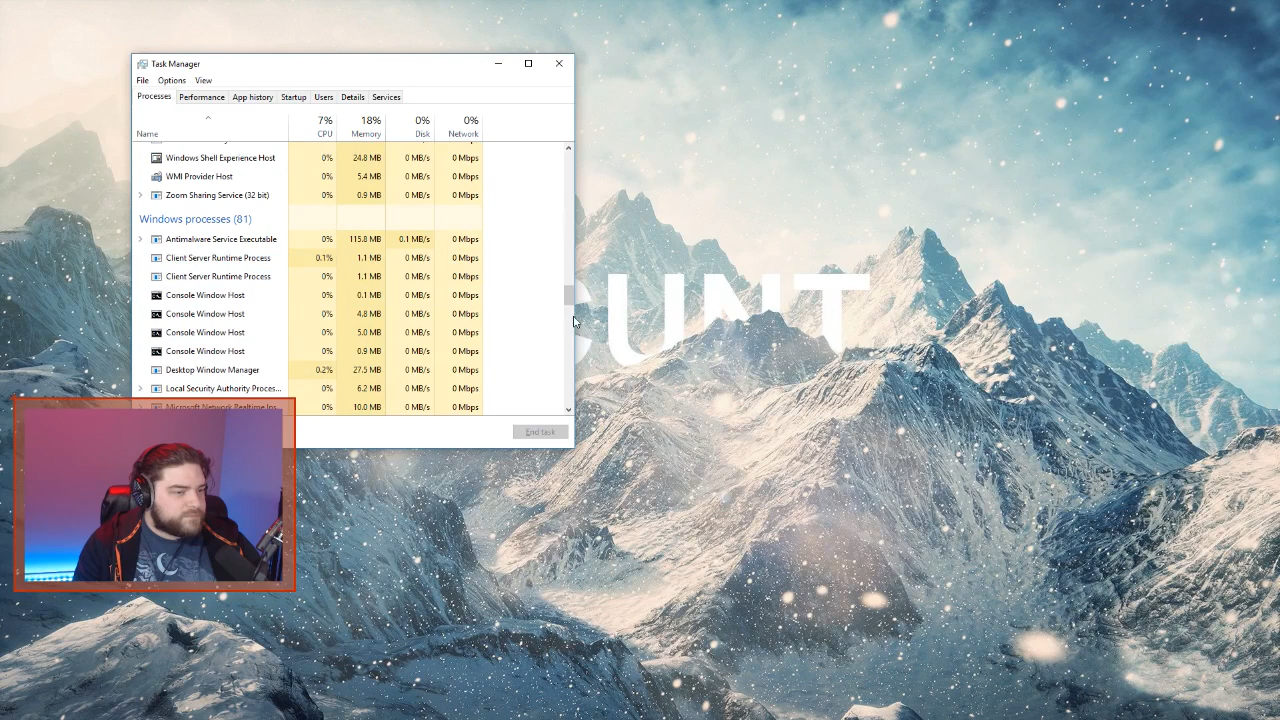 Task Manager
File Options View
Processes Performance App history Startup Users Details Services
7% 18% 0% 0%
Name CPU Memory Disk Network
Windows Shell Experience Host 0% 24.8 MB 0 MB/s 0 Mbps
WMI Provider Host 0% 5.4 MB 0 MB/s 0 Mbps
Zoom Sharing Service (32 bit) 0% 0.9 MB 0 MB/s 0 Mbps
Windows processes (81)
Antimalware Service Executable 0% 115.8 MB 0.1 MB/s 0 Mbps
Client Server Runtime Process 0.1% 1.1 MB 0 MB/s 0 Mbps
Client Server Runtime Process 0% 1.1 MB 0 MB/s 0 Mbps
Console Window Host 0% 0.1 MB 0 MB/s 0 Mbps
Console Window Host 0% 4.8 MB 0 MB/s 0 Mbps
Console Window Host 0% 5.0 MB 0 MB/s 0 Mbps
Console Window Host 0% 0.9 MB 0 MB/s 0 Mbps
Desktop Window Manager 0.2% 27.5 MB 0 MB/s 0 Mbps
Local Security Authority Proces... 0% 6.2 MB 0 MB/s 0 Mbps
Microsoft Network Realtime Ins... 0% 10.0 MB 0 MB/s 0 Mbps
End task
CUNT